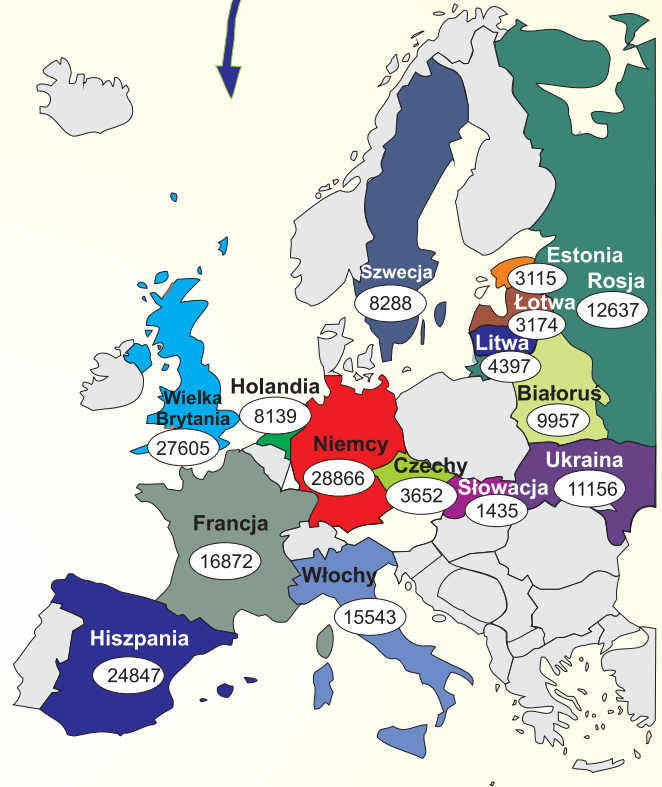 Estonia
3115
Rosja
12637
Szwecja
8288
Łotwa
3174
Litwa
4397
Białoruś
9957
Holandia
8139
Wielka
Brytania
27605
Niemcy
28866
Czechy
3652
Słowacja
1435
Ukraina
11156
Francja
16872
Włochy
15543
Hiszpania
24847